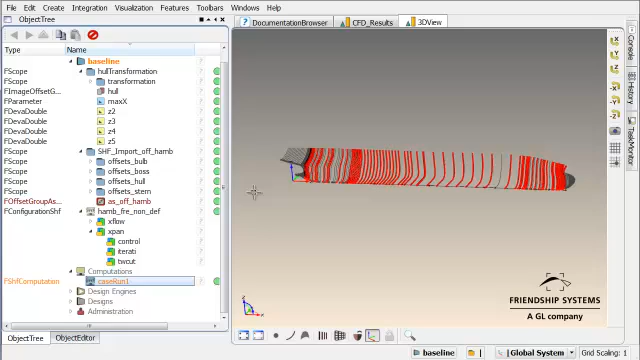 File Edit Create Integration Visualization Features Toolbars Windows Help
ObjectTree
DocumentationBrowser
CFD_Results
3DView
Type Name
baseline
FScope hullTransformation
FScope transformation
FImageOffsetG... hull
FParameter maxX
FDevaDouble z2
FDevaDouble z3
FDevaDouble z4
FDevaDouble z5
FScope SHF_Import_off_hamb
FScope offsets_bulb
FScope offsets_boss
FScope offsets_hull
FScope offsets_stem
FOffsetGroupAs... as_off_hamb
FConfigurationShf hamb_fre_non_def
xflow
xpan
control
iterati
twcut
Computations
FShfComputation caseRun1
Design Engines
Designs
Administration
ObjectTree ObjectEditor
X
Y
Z
-X
-Y
-Z
Console
History
TaskMonitor
FRIENDSHIP SYSTEMS
A GL company
baseline
Global System
Grid Scaling: 1